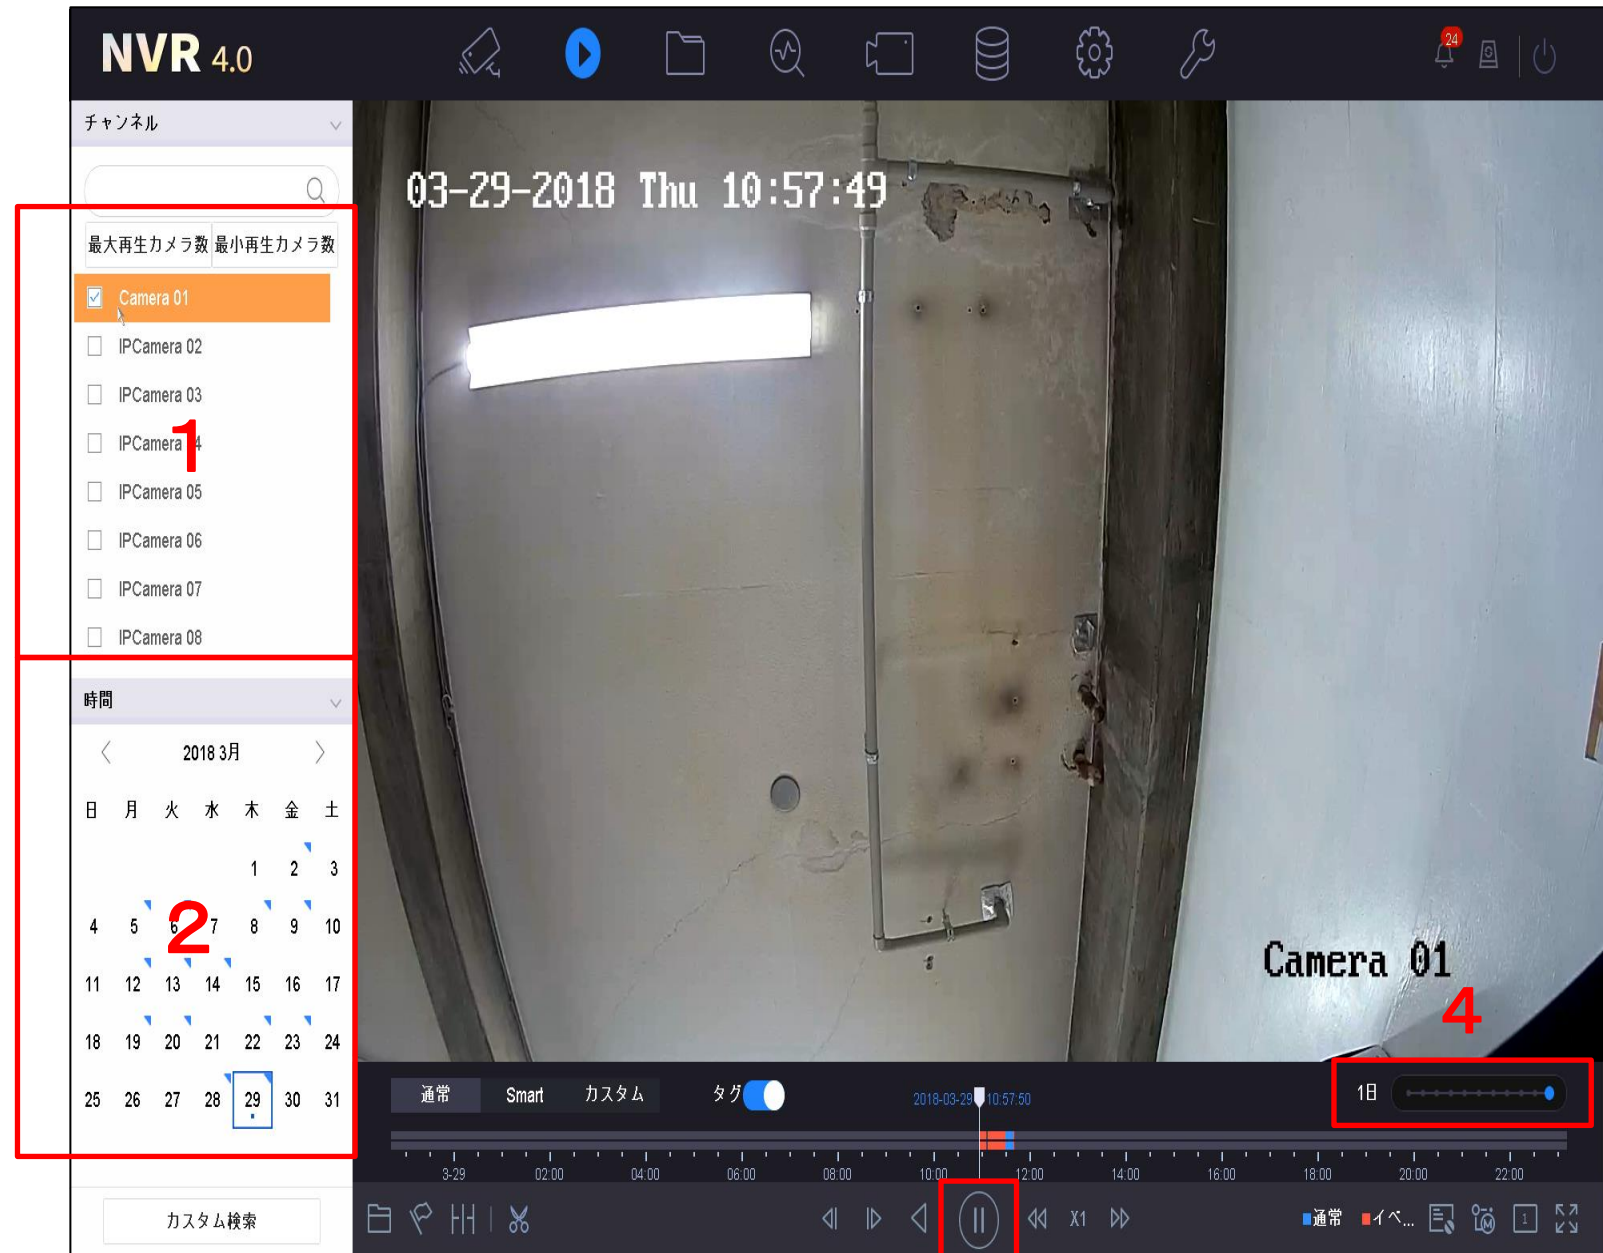 NVR 4.0
24
チャンネル
最大再生カメラ数 最小再生カメラ数
Camera 01
IPCamera 02
IPCamera 03
IPCamera 4
1
IPCamera 05
IPCamera 06
IPCamera 07
IPCamera 08
03-29-2018 Thu 10:57:49
Camera 01
時間
2018 3月
日 月 火 水 木 金 土
1 2 3
4 5 6 7 8 9 10
2
11 12 13 14 15 16 17
18 19 20 21 22 23 24
25 26 27 28 29 30 31
カスタム検索
4
通常 Smart カスタム タグ
2018-03-29 10:57:50
1日
3-29 02:00 04:00 06:00 08:00 10:00 12:00 14:00 16:00 18:00 20:00 22:00
X1
通常 イベ...
1